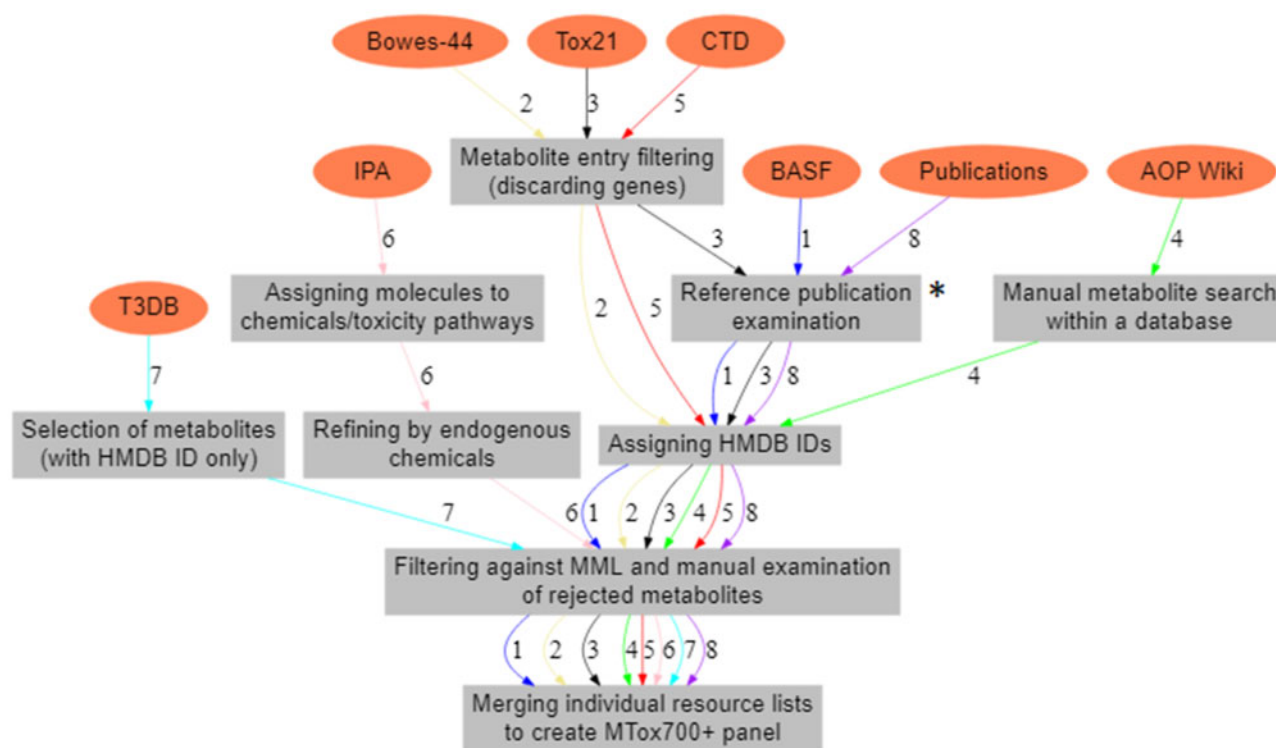 Bowes-44 Tox21 CTD
2 3 5
Metabolite entry filtering
(discarding genes)
IPA BASF Publications AOP Wiki
6 3 1 8 4
Assigning molecules to
chemicals/toxicity pathways
Reference publication
examination
*
Manual metabolite search
within a database
T3DB
2 5
7 6 1 3 8 4
Selection of metabolites
(with HMDB ID only)
Refining by endogenous
chemicals
Assigning HMDB IDs
7 6 1 2 3 4 5 8
Filtering against MML and manual examination
of rejected metabolites
1 2 3 4 5 6 7 8
Merging individual resource lists
to create MTox700+ panel